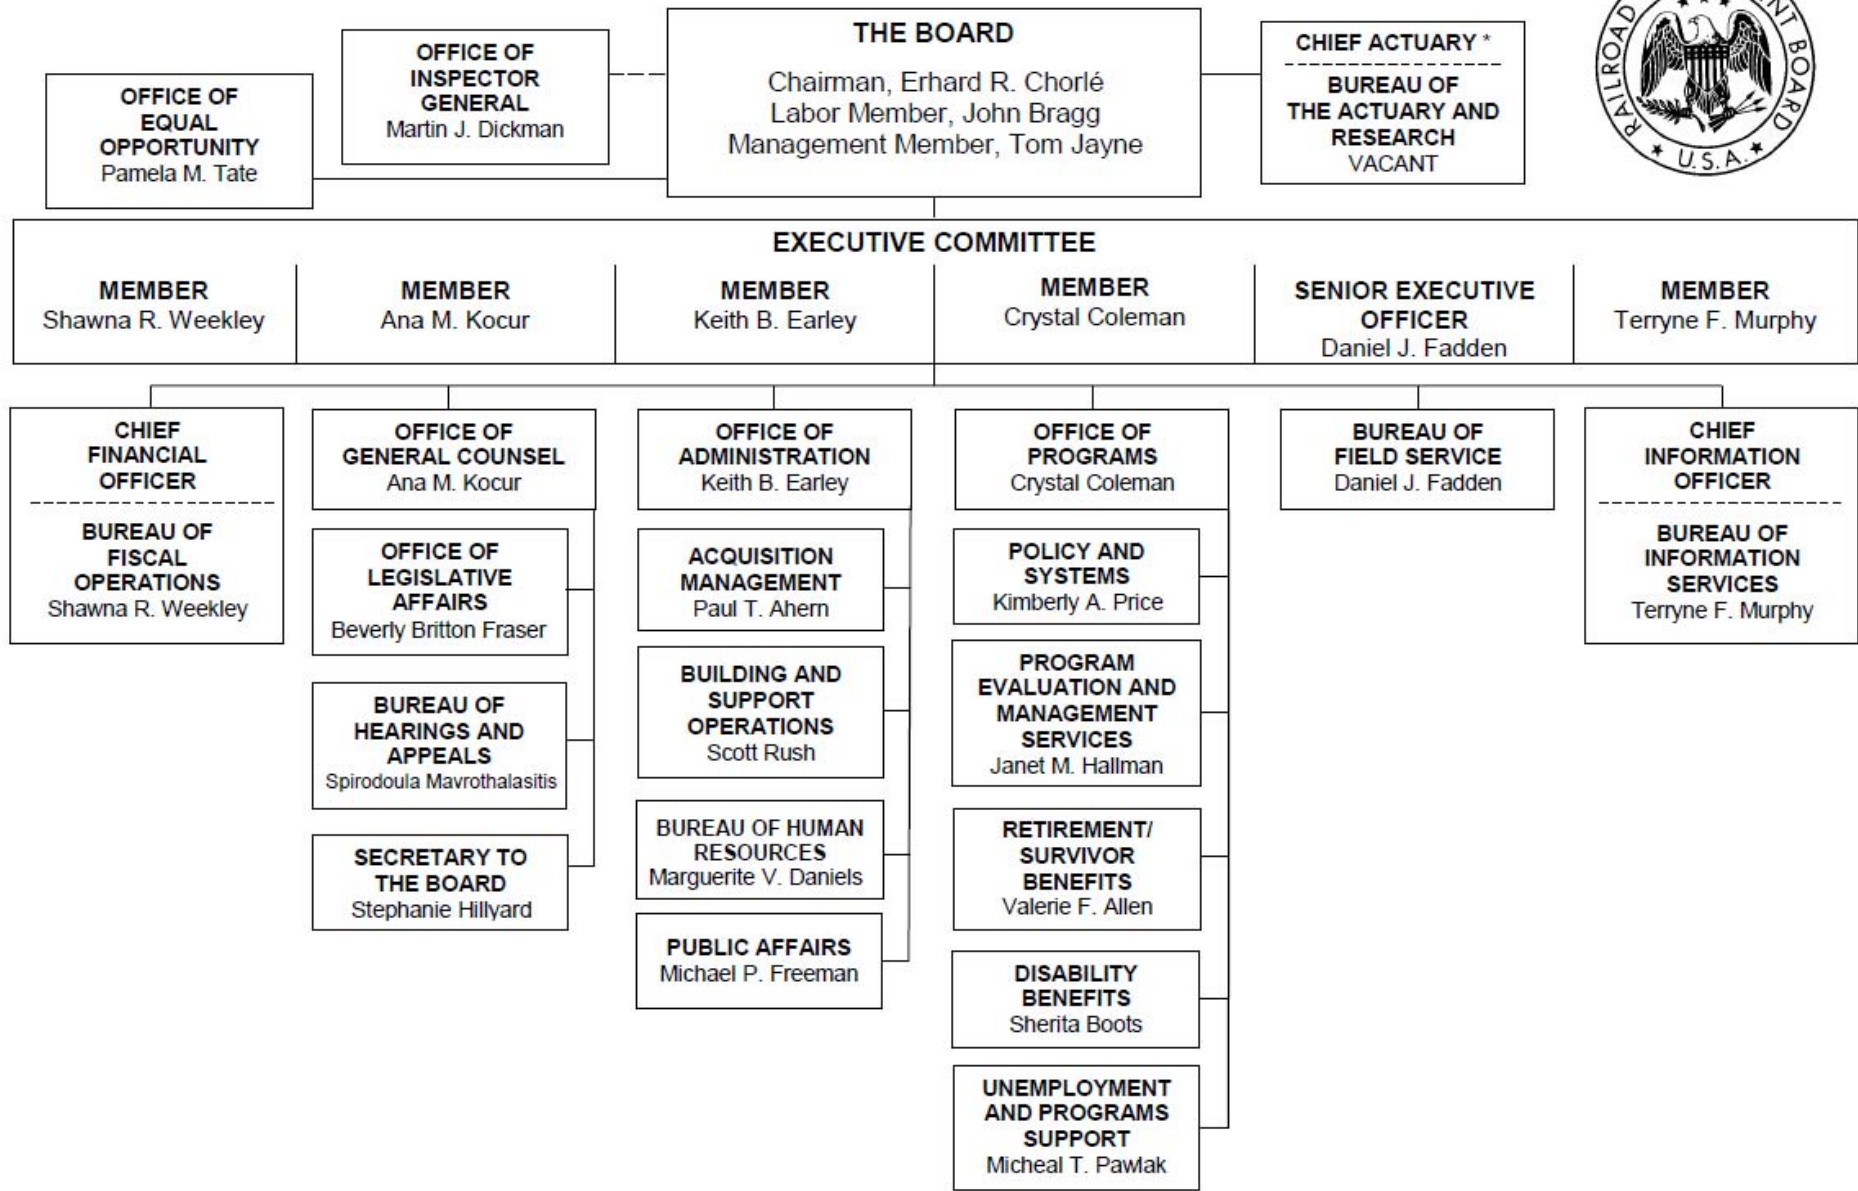 THE BOARD
Chairman, Erhard R. Chorlé
Labor Member, John Bragg
Management Member, Tom Jayne
OFFICE OF
INSPECTOR
GENERAL
Martin J. Dickman
OFFICE OF
EQUAL
OPPORTUNITY
Pamela M. Tate
CHIEF ACTUARY *
BUREAU OF
THE ACTUARY AND
RESEARCH
VACANT
RAILROAD
BOARD
U.S.A.
EXECUTIVE COMMITTEE
MEMBER
Shawna R. Weekley
MEMBER
Ana M. Kocur
MEMBER
Keith B. Earley
MEMBER
Crystal Coleman
SENIOR EXECUTIVE
OFFICER
Daniel J. Fadden
MEMBER
Terryne F. Murphy
CHIEF
FINANCIAL
OFFICER
BUREAU OF
FISCAL
OPERATIONS
Shawna R. Weekley
OFFICE OF
GENERAL COUNSEL
Ana M. Kocur
OFFICE OF
LEGISLATIVE
AFFAIRS
Beverly Britton Fraser
BUREAU OF
HEARINGS AND
APPEALS
Spirodoula Mavrothalasitis
SECRETARY TO
THE BOARD
Stephanie Hillyard
OFFICE OF
ADMINISTRATION
Keith B. Earley
ACQUISITION
MANAGEMENT
Paul T. Ahern
BUILDING AND
SUPPORT
OPERATIONS
Scott Rush
BUREAU OF HUMAN
RESOURCES
Marguerite V. Daniels
PUBLIC AFFAIRS
Michael P. Freeman
OFFICE OF
PROGRAMS
Crystal Coleman
POLICY AND
SYSTEMS
Kimberly A. Price
PROGRAM
EVALUATION AND
MANAGEMENT
SERVICES
Janet M. Hallman
RETIREMENT/
SURVIVOR
BENEFITS
Valerie F. Allen
DISABILITY
BENEFITS
Sherita Boots
UNEMPLOYMENT
AND PROGRAMS
SUPPORT
Micheal T. Pawlak
BUREAU OF
FIELD SERVICE
Daniel J. Fadden
CHIEF
INFORMATION
OFFICER
BUREAU OF
INFORMATION
SERVICES
Terryne F. Murphy